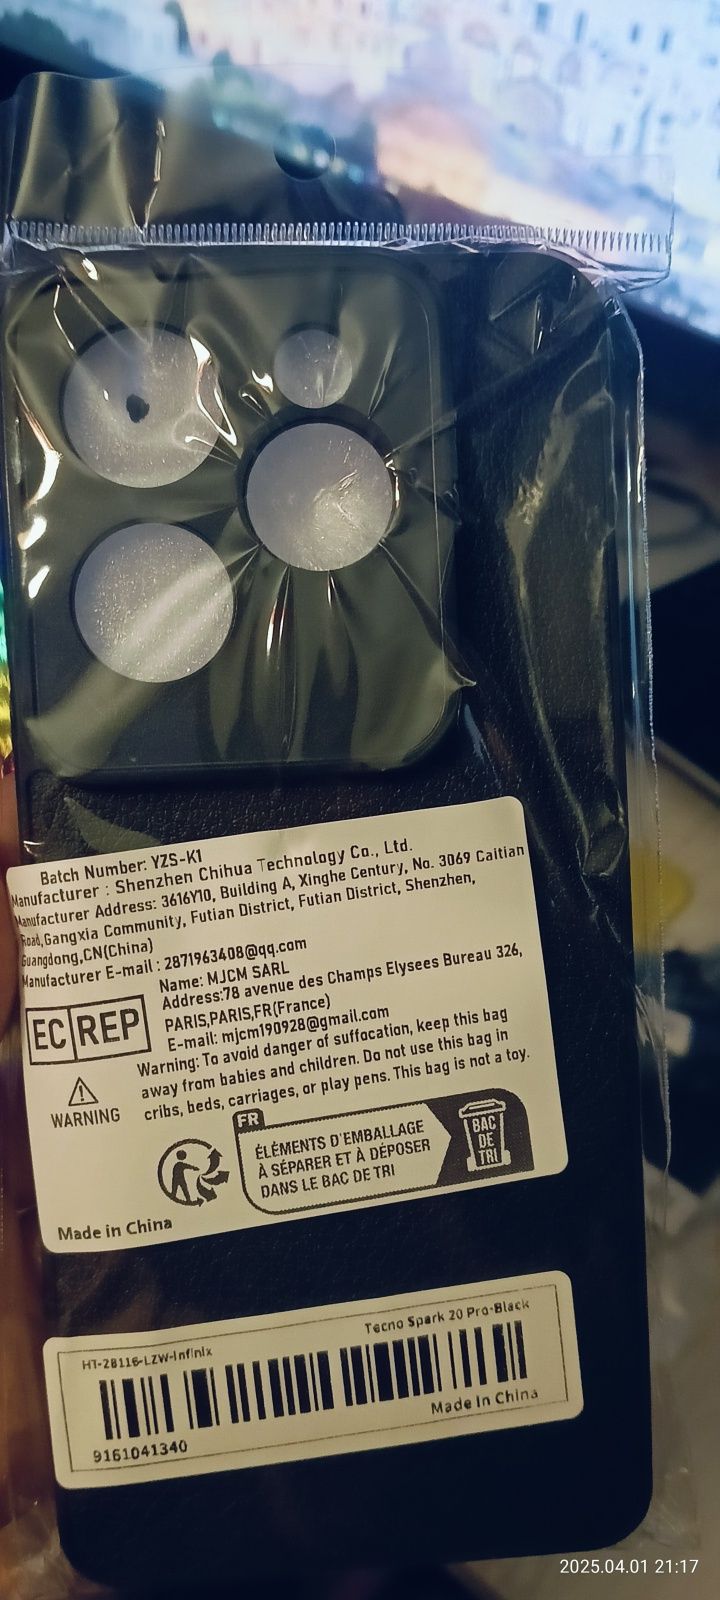 Batch Number: YZS-K1
Manufacturer : Shenzhen Chihua Technology Co., Ltd.
Manufacturer Address: 3616Y10, Building A, Xinghe Century, No. 3069 Caitian
Road,Gangxia Community, Futian District, Futian District, Shenzhen,
Guangdong,CN(China)
Manufacturer E-mail : 2871963408@qq.com
EC REP
Name: MJCM SARL
Address:78 avenue des Champs Elysees Bureau 326,
PARIS,PARIS,FR(France)
E-mail: mjcm190928@gmail.com
WARNING
Warning: To avoid danger of suffocation, keep this bag
away from babies and children. Do not use this bag in
cribs, beds, carriages, or play pens. This bag is not a toy.
FR
ÉLÉMENTS D'EMBALLAGE
À SÉPARER ET À DÉPOSER
DANS LE BAC DE TRI
BAC
DE
TRI
Made in China
HT-28116-LZW-Infinix
Tecno Spark 20 Pro-Black
9161041340
Made In China
2025.04.01 21:17